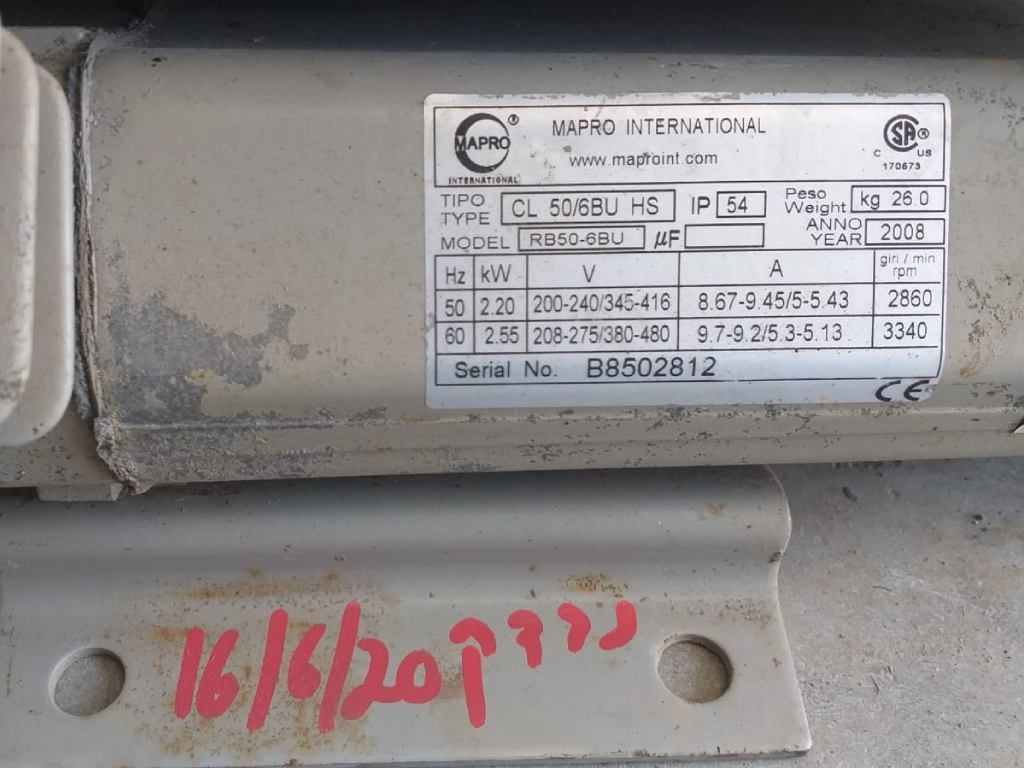 MAPRO®
INTERNATIONAL
MAPRO INTERNATIONAL
www.maproint.com
SA®
C US
170673
TIPO TYPE CL 50/6BU HS IP 54 Peso Weight kg 26.0
MODEL RB50-6BU µF ANNO YEAR 2008
Hz kW V A giri / min rpm
50 2.20 200-240/345-416 8.67-9.45/5-5.43 2860
60 2.55 208-275/380-480 9.7-9.2/5.3-5.13 3340
Serial No. B8502812
CE
נרדק 16/6/20